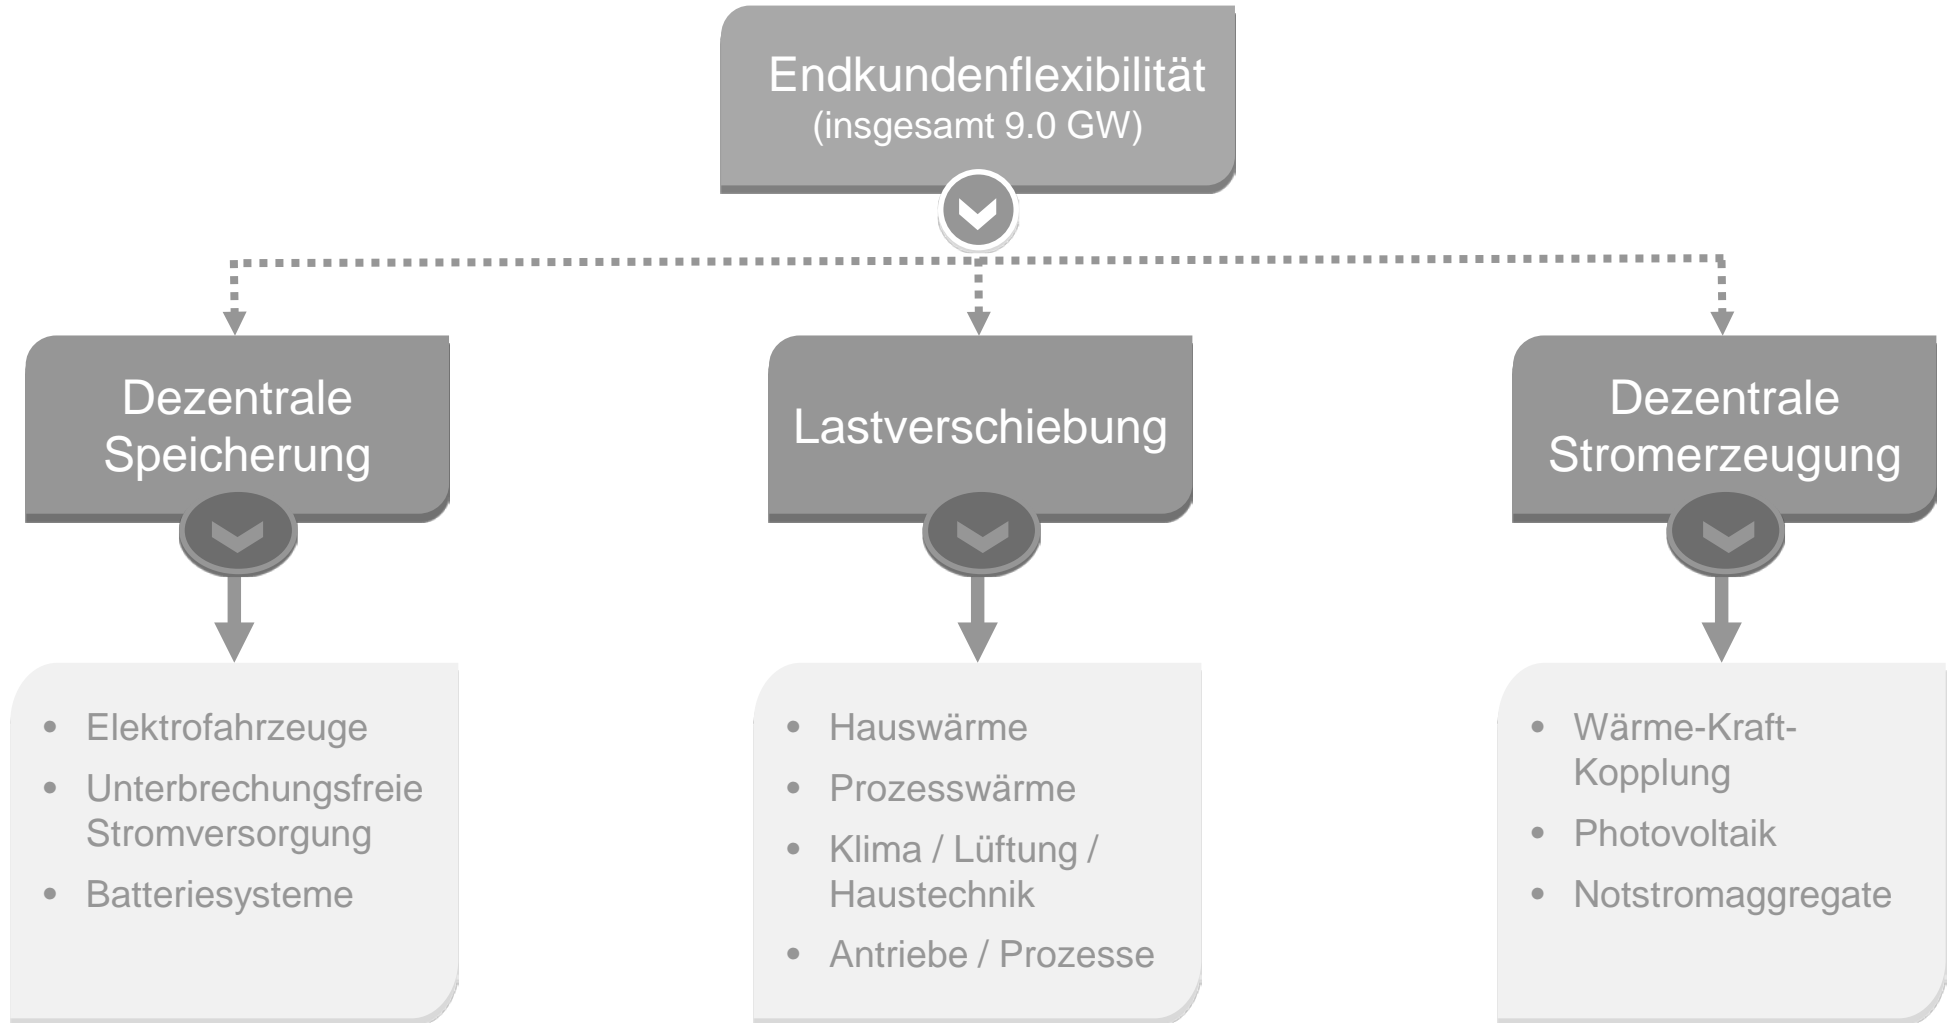 Endkundenflexibilität
(insgesamt 9.0 GW)
Dezentrale
Speicherung
Lastverschiebung
Dezentrale
Stromerzeugung
• Elektrofahrzeuge
• Unterbrechungsfreie
Stromversorgung
• Batteriesysteme
• Hauswärme
• Prozesswärme
• Klima / Lüftung /
Haustechnik
• Antriebe / Prozesse
• Wärme-Kraft-
Kopplung
• Photovoltaik
• Notstromaggregate